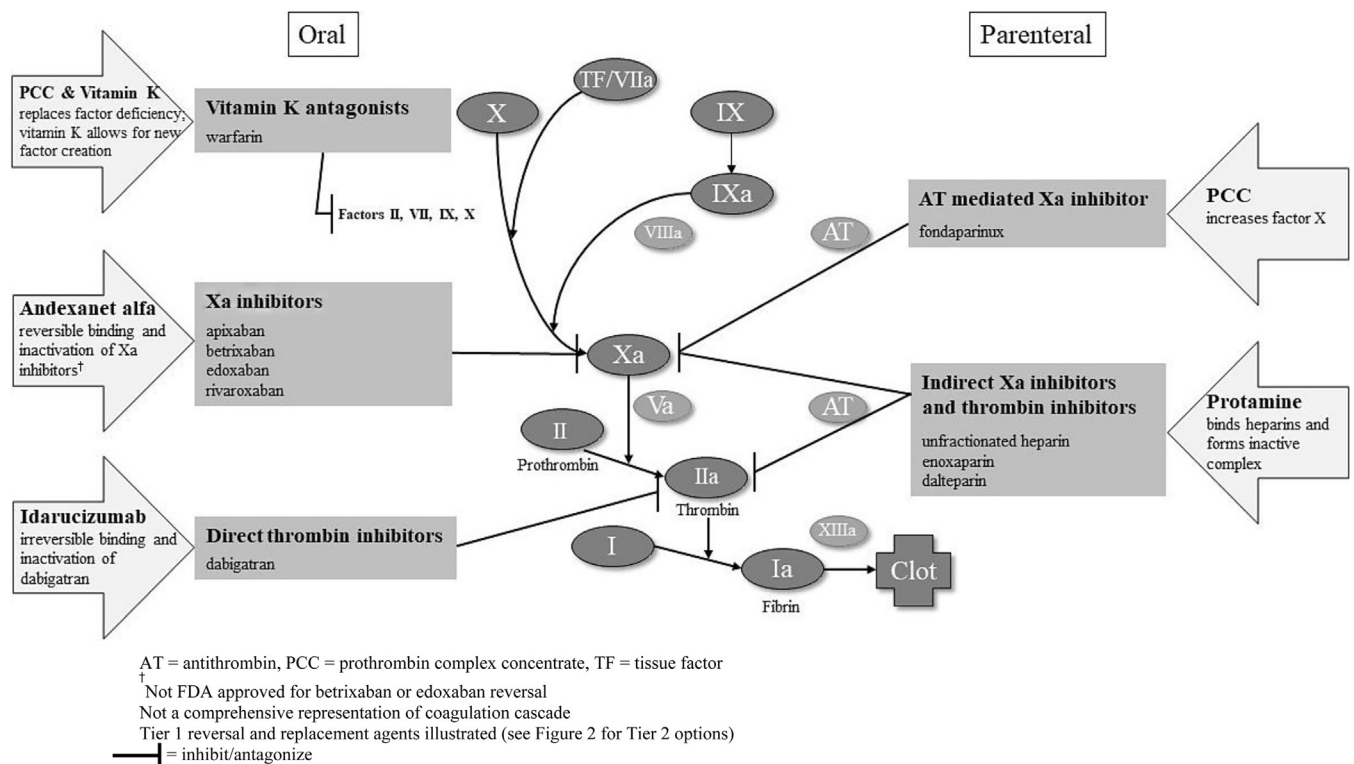 Oral
Parenteral
PCC & Vitamin K
replaces factor deficiency;
vitamin K allows for new
factor creation
Vitamin K antagonists
warfarin
Factors II, VII, IX, X
X
TF/VIIa
IX
IXa
VIIIa
AT
AT mediated Xa inhibitor
fondaparinux
PCC
increases factor X
Andexanet alfa
reversible binding and
inactivation of Xa
inhibitors†
Xa inhibitors
apixaban
betrixaban
edoxaban
rivaroxaban
Xa
Va
AT
Indirect Xa inhibitors
and thrombin inhibitors
unfractionated heparin
enoxaparin
dalteparin
Protamine
binds heparins and
forms inactive
complex
II
Prothrombin
IIa
Thrombin
Idarucizumab
irreversible binding and
inactivation of
dabigatran
Direct thrombin inhibitors
dabigatran
I
Ia
Fibrin
XIIIa
Clot
AT = antithrombin, PCC = prothrombin complex concentrate, TF = tissue factor
†Not FDA approved for betrixaban or edoxaban reversal
Not a comprehensive representation of coagulation cascade
Tier 1 reversal and replacement agents illustrated (see Figure 2 for Tier 2 options)
= inhibit/antagonize